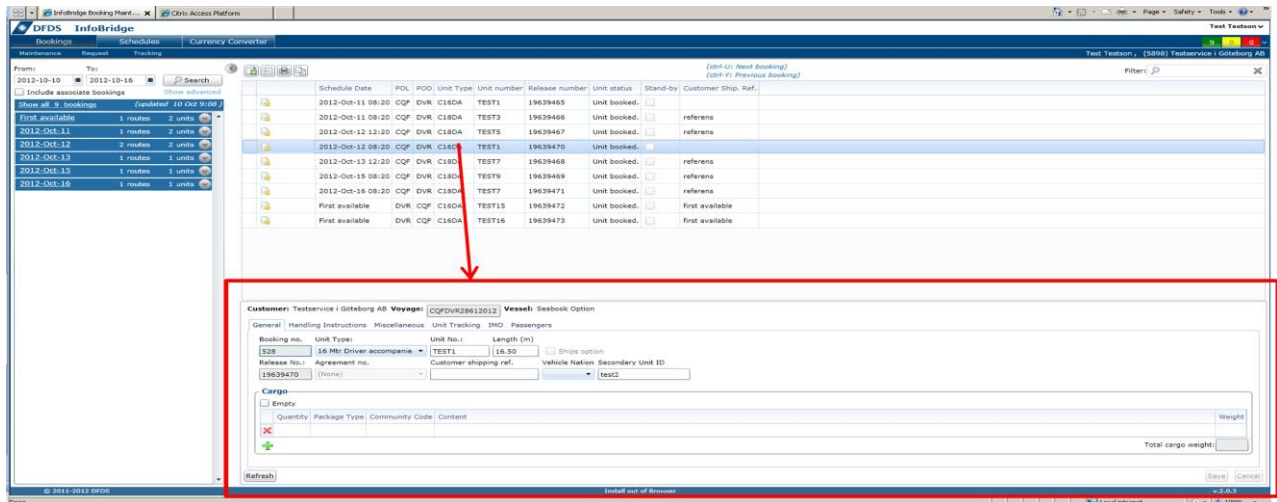 InfoBridge Booking Maint... Citrix Access Platform
Page Safety Tools
DFDS InfoBridge Test Testson
Bookings Schedules Currency Converter 9 0 0
Maintenance Request Tracking Test Testson , (5898) Testservice i Göteborg AB
From: To:
2012-10-10 2012-10-16 Search
Include associate bookings Show advanced
Show all 9 bookings (updated 10 Oct 9:08 )
First available 1 routes 2 units
2012-Oct-11 1 routes 2 units
2012-Oct-12 2 routes 2 units
2012-Oct-13 1 routes 1 units
2012-Oct-15 1 routes 1 units
2012-Oct-16 1 routes 1 units
(ctrl-U: Next booking)
(ctrl-Y: Previous booking)
Filter:
Schedule Date POL POD Unit Type Unit number Release number Unit status Stand-by Customer Ship. Ref.
2012-Oct-11 08:20 CQF DVR C16DA TEST1 19639465 Unit booked.
2012-Oct-11 08:20 CQF DVR C18DA TEST3 19639466 Unit booked. referens
2012-Oct-12 12:20 CQF DVR C18DA TEST5 19639467 Unit booked. referens
2012-Oct-12 08:20 CQF DVR C16DA TEST1 19639470 Unit booked.
2012-Oct-13 12:20 CQF DVR C18DA TEST7 19639468 Unit booked. referens
2012-Oct-15 08:20 CQF DVR C18DA TEST9 19639469 Unit booked. referens
2012-Oct-16 08:20 CQF DVR C18DA TEST7 19639471 Unit booked. referens
First available DVR CQF C16DA TEST15 19639472 Unit booked. first available
First available DVR CQF C16DA TEST16 19639473 Unit booked. first available
Customer: Testservice i Göteborg AB Voyage: CQFDVR28612012 Vessel: Seabook Option
General Handling Instructions Miscellaneous Unit Tracking IMO Passengers
Booking no. Unit Type: Unit No.: Length (m)
528 16 Mtr Driver accompanie TEST1 16.50 Ships option
Release No.: Agreement no. Customer shipping ref. Vehicle Nation Secondary Unit ID
19639470 (None) test2
Cargo
Empty
Quantity Package Type Community Code Content Weight
Total cargo weight:
Refresh Save Cancel
© 2011-2012 DFDS Install out of Browser v.2.0.3